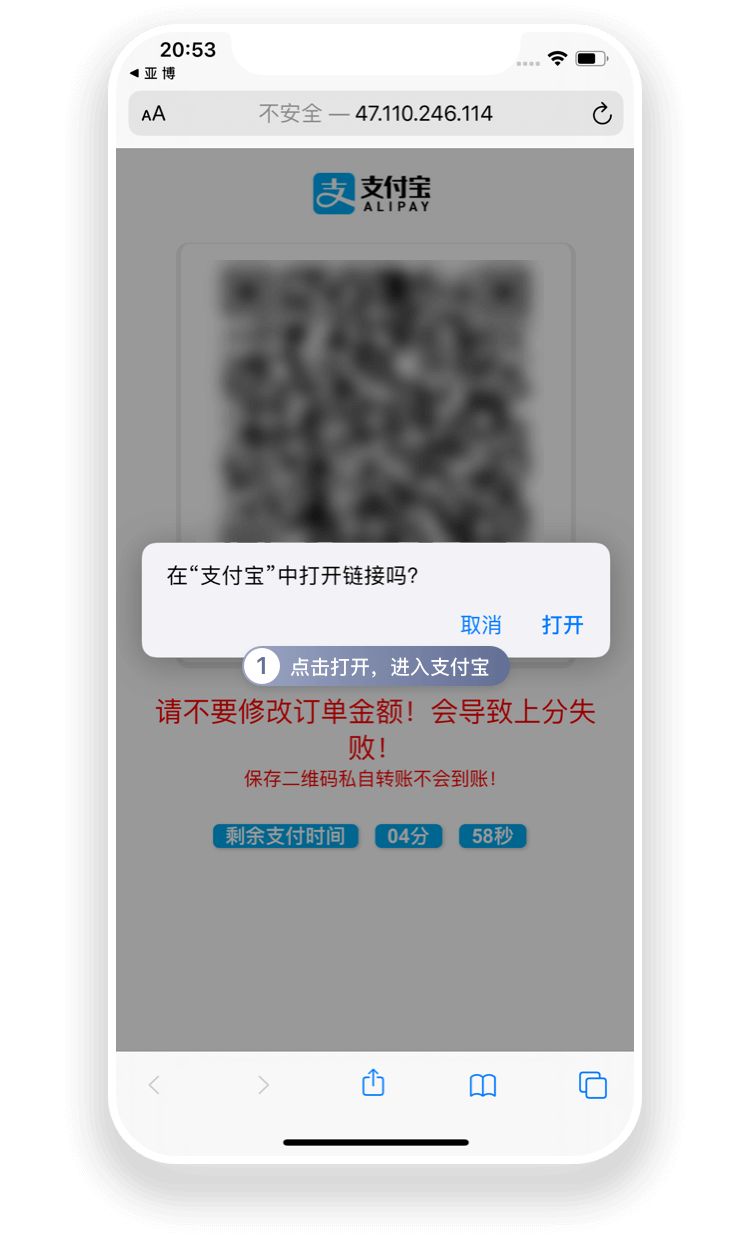 20:53
◀ 亚博
AA 不安全 — 47.110.246.114
支 支付宝
ALIPAY
在“支付宝”中打开链接吗?
取消 打开
1 点击打开，进入支付宝
请不要修改订单金额！会导致上分失
败！
保存二维码私自转账不会到账！
剩余支付时间 04分 58秒